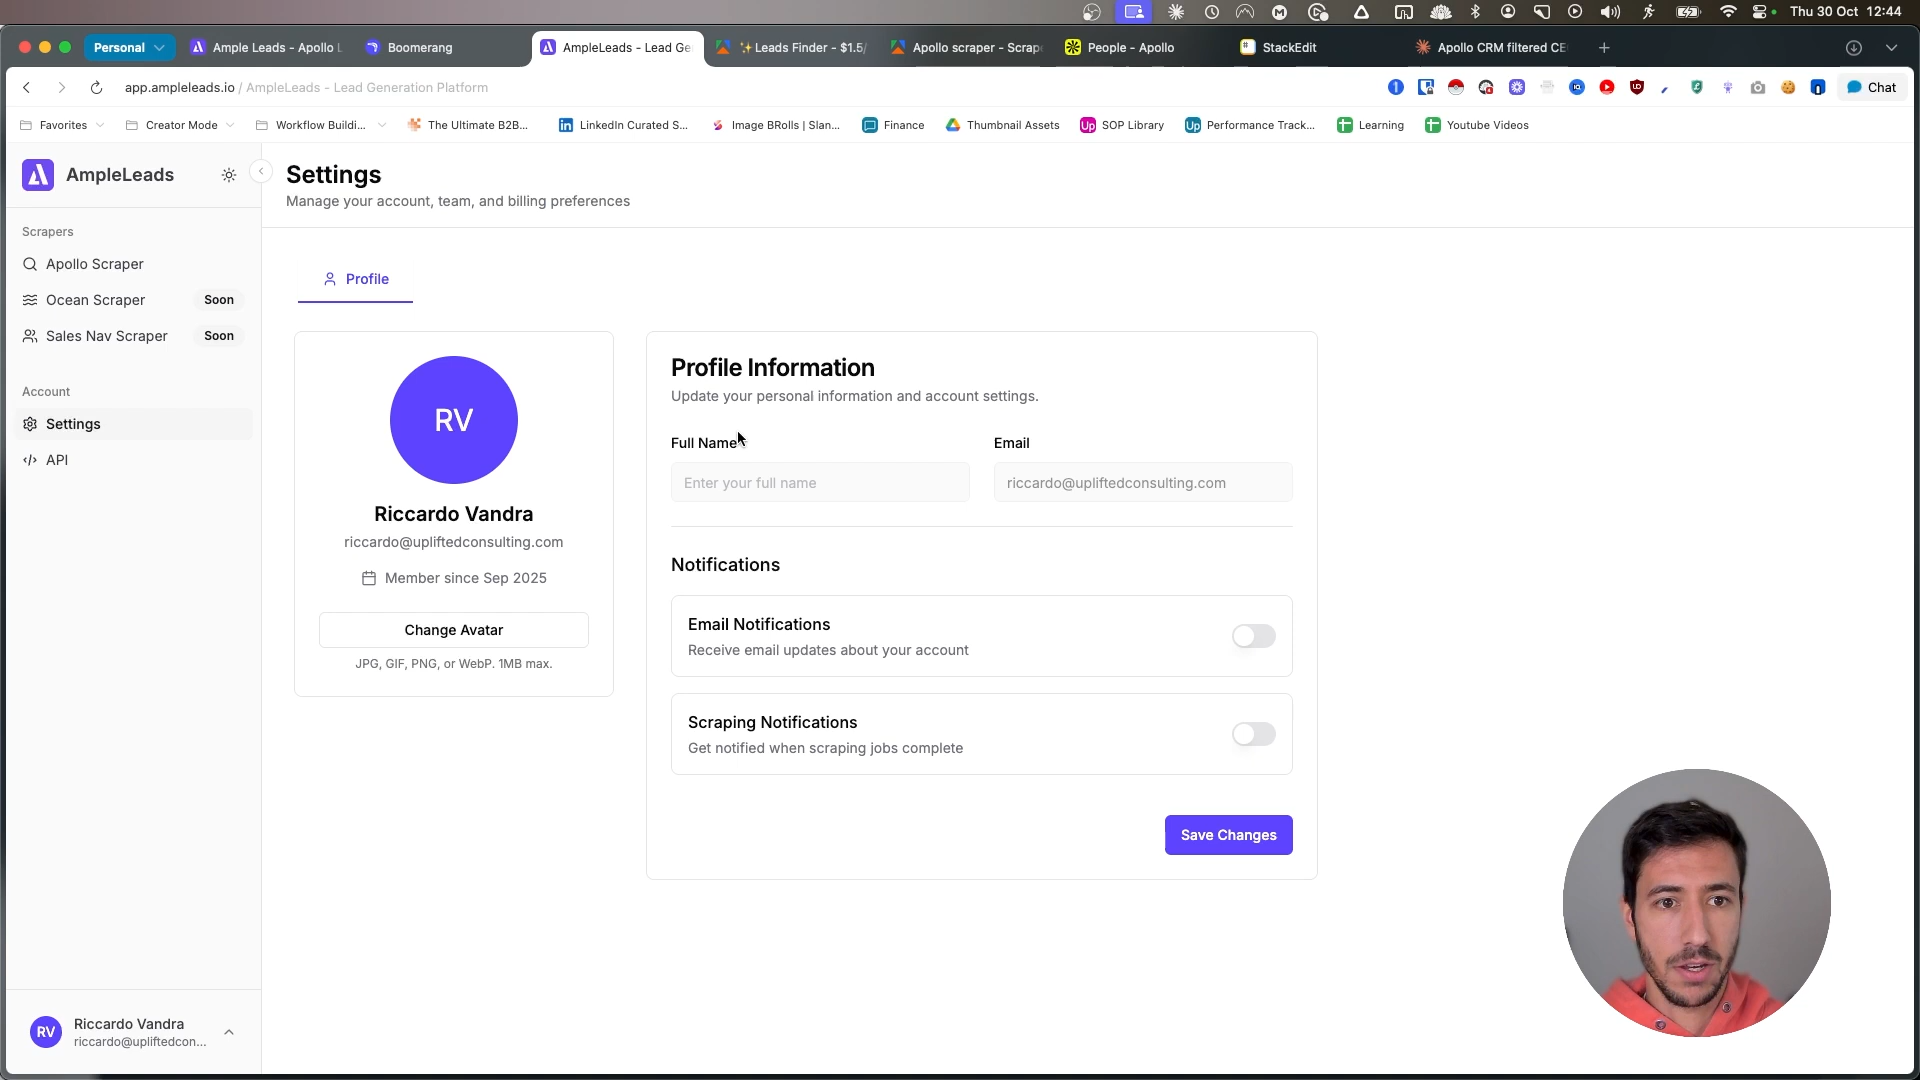 Thu 30 Oct 12:44
Personal
Ample Leads - Apollo L
Boomerang
AmpleLeads - Lead Ge
✨Leads Finder - $1.5/
Apollo scraper - Scrap
People - Apollo
StackEdit
Apollo CRM filtered CE
app.ampleleads.io / AmpleLeads - Lead Generation Platform
Chat
Favorites
Creator Mode
Workflow Buildi...
The Ultimate B2B...
LinkedIn Curated S...
Image BRolls | Slan...
Finance
Thumbnail Assets
SOP Library
Performance Track...
Learning
Youtube Videos
AmpleLeads
Settings
Manage your account, team, and billing preferences
Scrapers
Apollo Scraper
Ocean Scraper
Soon
Sales Nav Scraper
Soon
Account
Settings
API
Profile
RV
Riccardo Vandra
riccardo@upliftedconsulting.com
Member since Sep 2025
Change Avatar
JPG, GIF, PNG, or WebP. 1MB max.
Profile Information
Update your personal information and account settings.
Full Name
Email
Enter your full name
riccardo@upliftedconsulting.com
Notifications
Email Notifications
Receive email updates about your account
Scraping Notifications
Get notified when scraping jobs complete
Save Changes
RV
Riccardo Vandra
riccardo@upliftedcon...